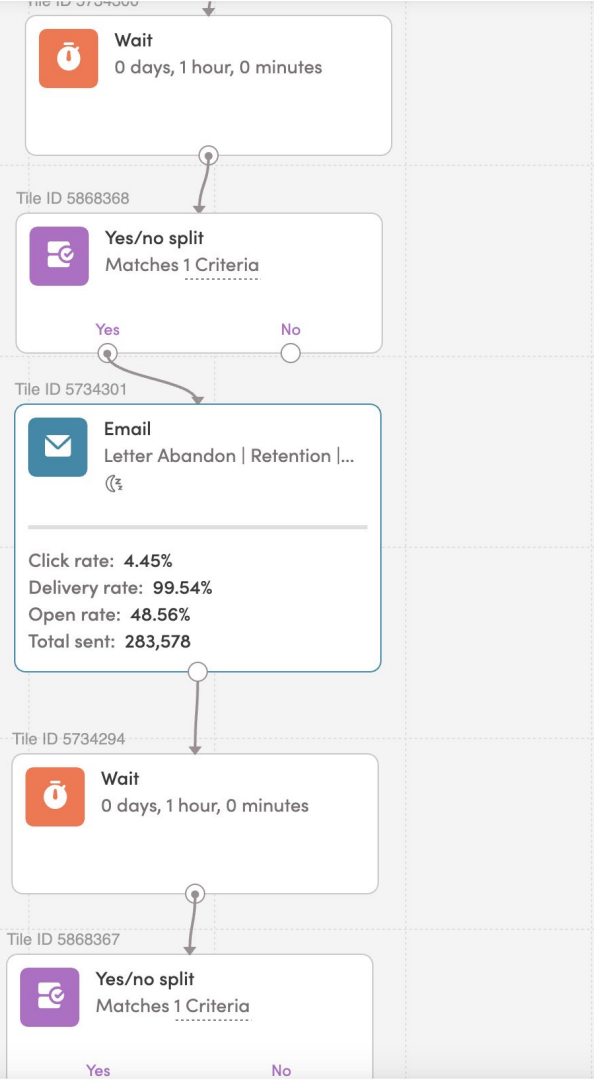 Tile ID 5734300
Wait
0 days, 1 hour, 0 minutes
Tile ID 5868368
Yes/no split
Matches 1 Criteria
Yes
No
Tile ID 5734301
Email
Letter Abandon | Retention |...
Click rate: 4.45%
Delivery rate: 99.54%
Open rate: 48.56%
Total sent: 283,578
Tile ID 5734294
Wait
0 days, 1 hour, 0 minutes
Tile ID 5868367
Yes/no split
Matches 1 Criteria
Yes
No